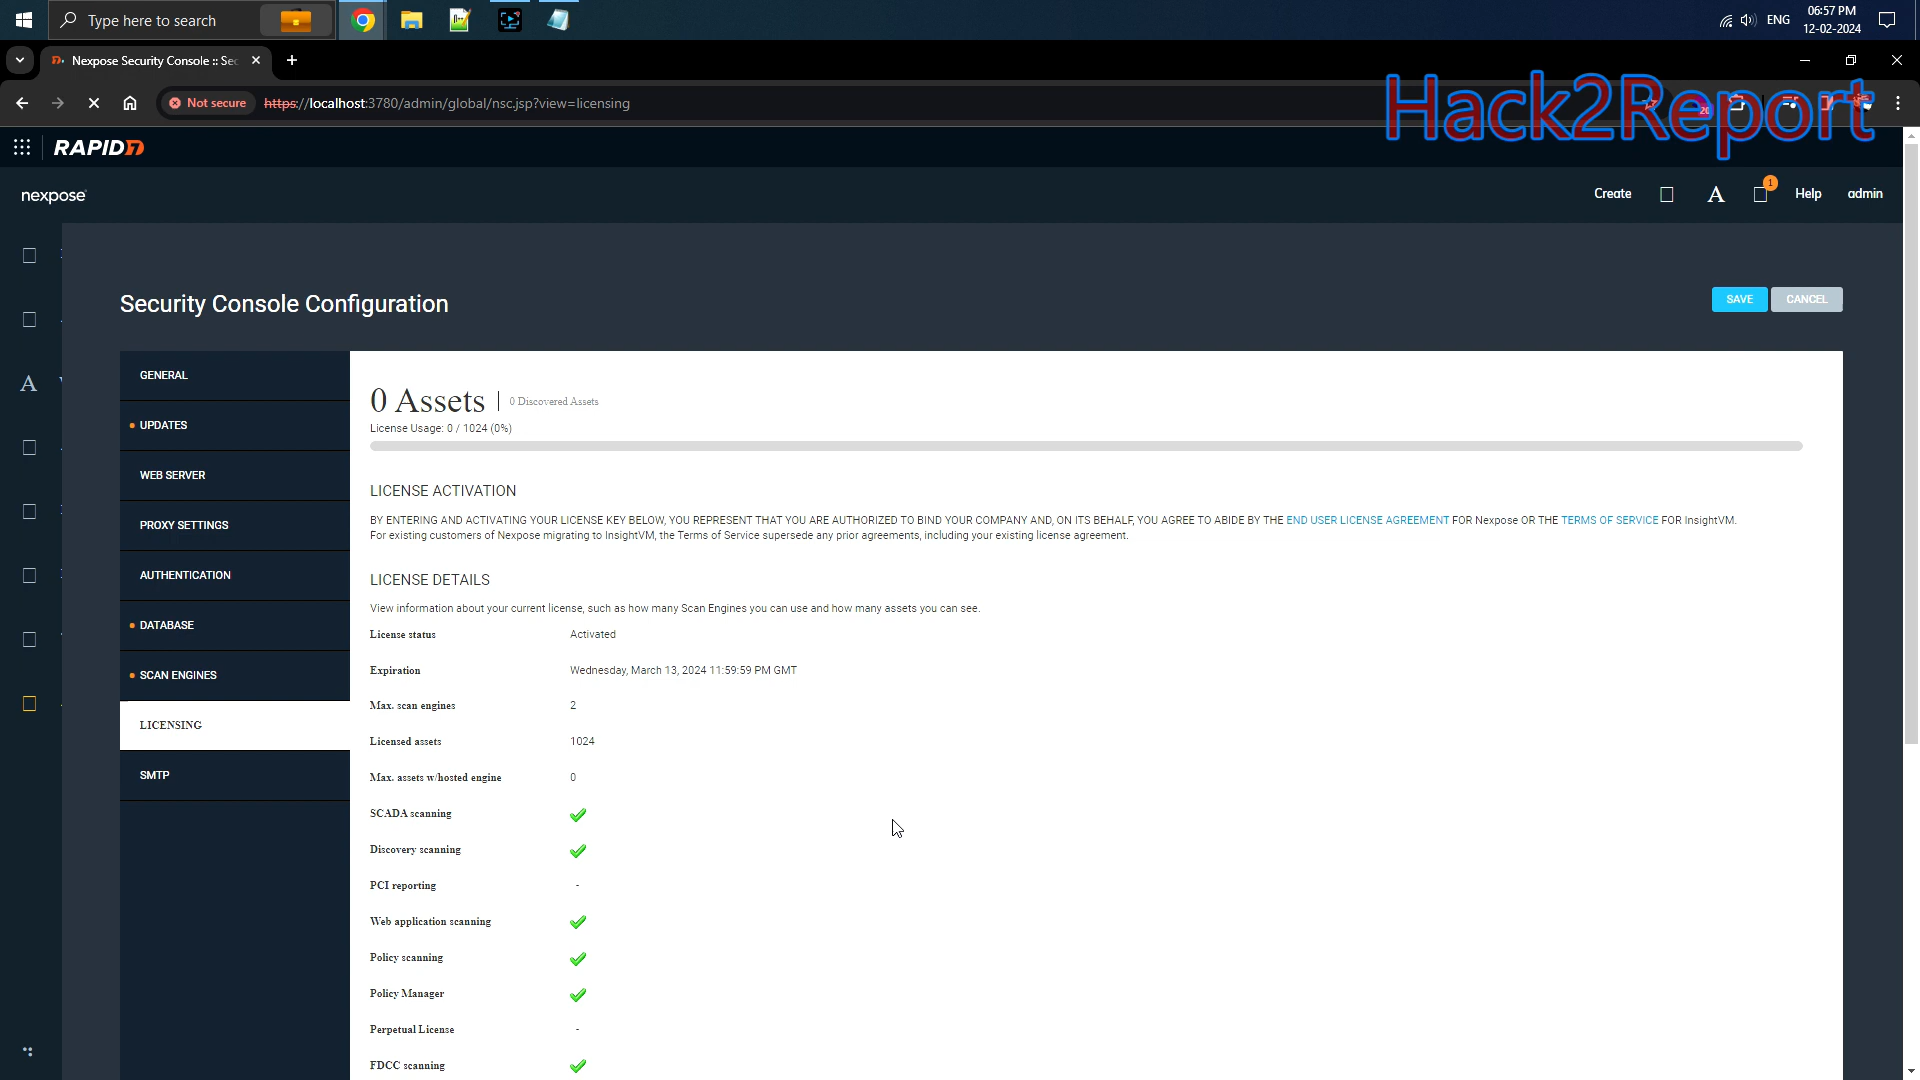 Type here to search
ENG
06:57 PM
12-02-2024
Nexpose Security Console :: Sec
Not secure
https://localhost:3780/admin/global/nsc.jsp?view=licensing
Hack2Report
RAPID7
nexpose
Create
A
1
Help
admin
Security Console Configuration
SAVE
CANCEL
GENERAL
UPDATES
WEB SERVER
PROXY SETTINGS
AUTHENTICATION
DATABASE
SCAN ENGINES
LICENSING
SMTP
A
0 Assets
0 Discovered Assets
License Usage: 0 / 1024 (0%)
LICENSE ACTIVATION
BY ENTERING AND ACTIVATING YOUR LICENSE KEY BELOW, YOU REPRESENT THAT YOU ARE AUTHORIZED TO BIND YOUR COMPANY AND, ON ITS BEHALF, YOU AGREE TO ABIDE BY THE END USER LICENSE AGREEMENT FOR Nexpose OR THE TERMS OF SERVICE FOR InsightVM.
For existing customers of Nexpose migrating to InsightVM, the Terms of Service supersede any prior agreements, including your existing license agreement.
LICENSE DETAILS
View information about your current license, such as how many Scan Engines you can use and how many assets you can see.
License status Activated
Expiration Wednesday, March 13, 2024 11:59:59 PM GMT
Max. scan engines 2
Licensed assets 1024
Max. assets w/hosted engine 0
SCADA scanning
Discovery scanning
PCI reporting -
Web application scanning
Policy scanning
Policy Manager
Perpetual License -
FDCC scanning